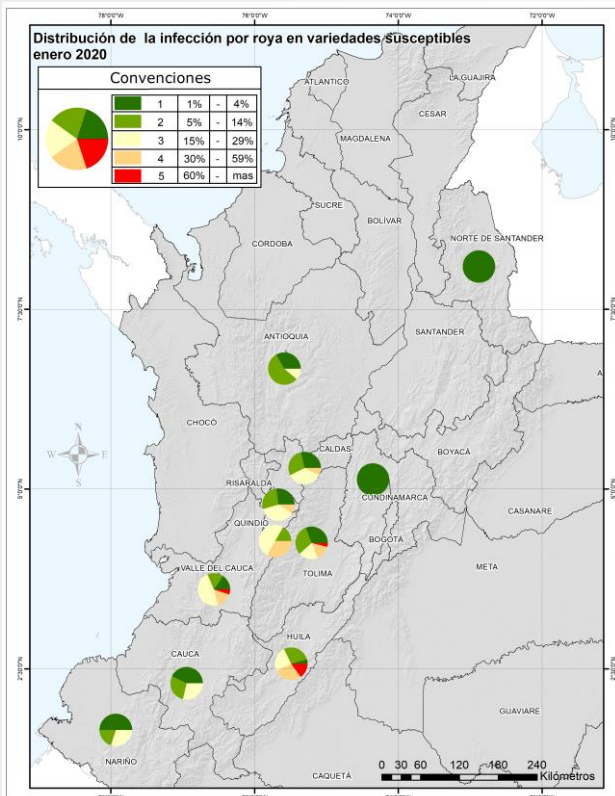 78°0'0"W 76°0'0"W 74°0'0"W 72°0'0"W
Distribución de la infección por roya en variedades susceptibles
enero 2020
Convenciones
1 1% - 4%
2 5% - 14%
3 15% - 29%
4 30% - 59%
5 60% - mas
ATLANTICO
LA GUAJIRA
CESAR
MAGDALENA
SUCRE
BOLÍVAR
NORTE DE SANTANDER
CÓRDOBA
ANTIOQUIA
SANTANDER
CHOCÓ
CALDAS
BOYACÁ
RISARALDA
CUNDINAMARCA
CASANARE
QUINDIO
BOGOTÁ
META
VALLE DEL CAUCA
TOLIMA
HUILA
CAUCA
GUAVIARE
NARIÑO
CAQUETÁ
N
W E
S
0 30 60 120 180 240
Kilómetros
7°30'0"N
5°0'0"N
2°30'0"N